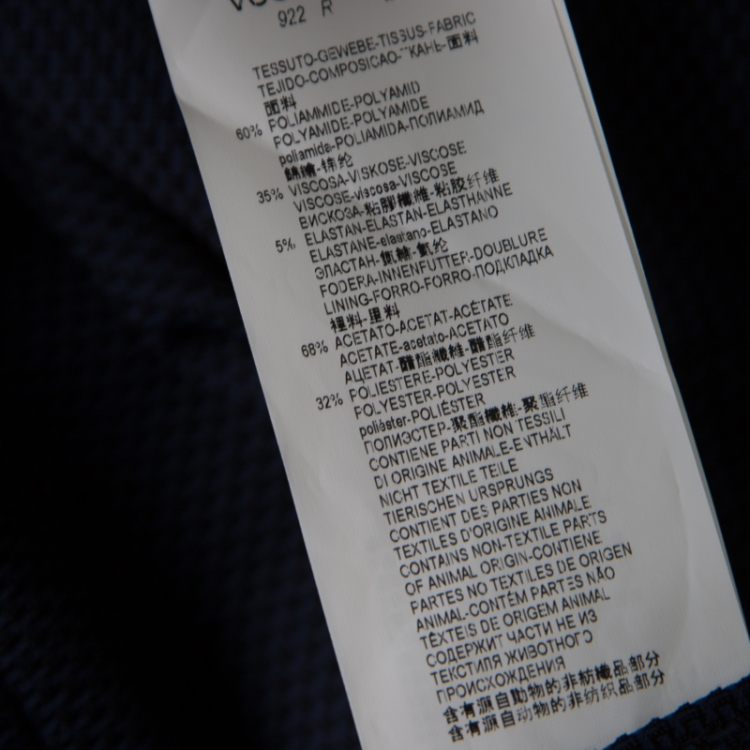 922 R
TESSUTO-GEWEBE-TISSUS-FABRIC
TEJIDO-COMPOSICAO-ТКАНЬ-面料
面料
60% POLIAMMIDE-POLYAMID
POLYAMIDE-POLYAMIDE
poliamida-POLIAMIDA-ПОЛИАМИД
錦綸-锦纶
35% VISCOSA-VISKOSE-VISCOSE
VISCOSE-viscosa-VISCOSE
ВИСКОЗА-粘膠纖維-粘胶纤维
5% ELASTAN-ELASTAN-ELASTHANNE
ELASTANE-elastano-ELASTANO
ЭЛАСТАН-氨綸-氨纶
FODERA-INNENFUTTER-DOUBLURE
LINING-FORRO-FORRO-ПОДКЛАДКА
裡料-里料
68% ACETATO-ACETAT-ACÉTATE
ACETATE-acetato-ACETATO
АЦЕТАТ-醋酯纖維-醋酯纤维
32% POLIESTERE-POLYESTER
POLYESTER-POLYESTER
poliéster-POLIÉSTER
ПОЛИЭСТЕР-聚酯纖維-聚酯纤维
CONTIENE PARTI NON TESSILI
DI ORIGINE ANIMALE-ENTHÄLT
NICHT TEXTILE TEILE
TIERISCHEN URSPRUNGS
CONTIENT DES PARTIES NON
TEXTILES D'ORIGINE ANIMALE
CONTAINS NON-TEXTILE PARTS
OF ANIMAL ORIGIN-CONTIENE
PARTES NO TEXTILES DE ORIGEN
ANIMAL-CONTÉM PARTES NÃO
TÊXTEIS DE ORIGEM ANIMAL
СОДЕРЖИТ ЧАСТИ НЕ ИЗ
ТЕКСТИЛЯ ЖИВОТНОГО
ПРОИСХОЖДЕНИЯ
含有源自動物的非紡織品部分
含有源自动物的非纺织品部分